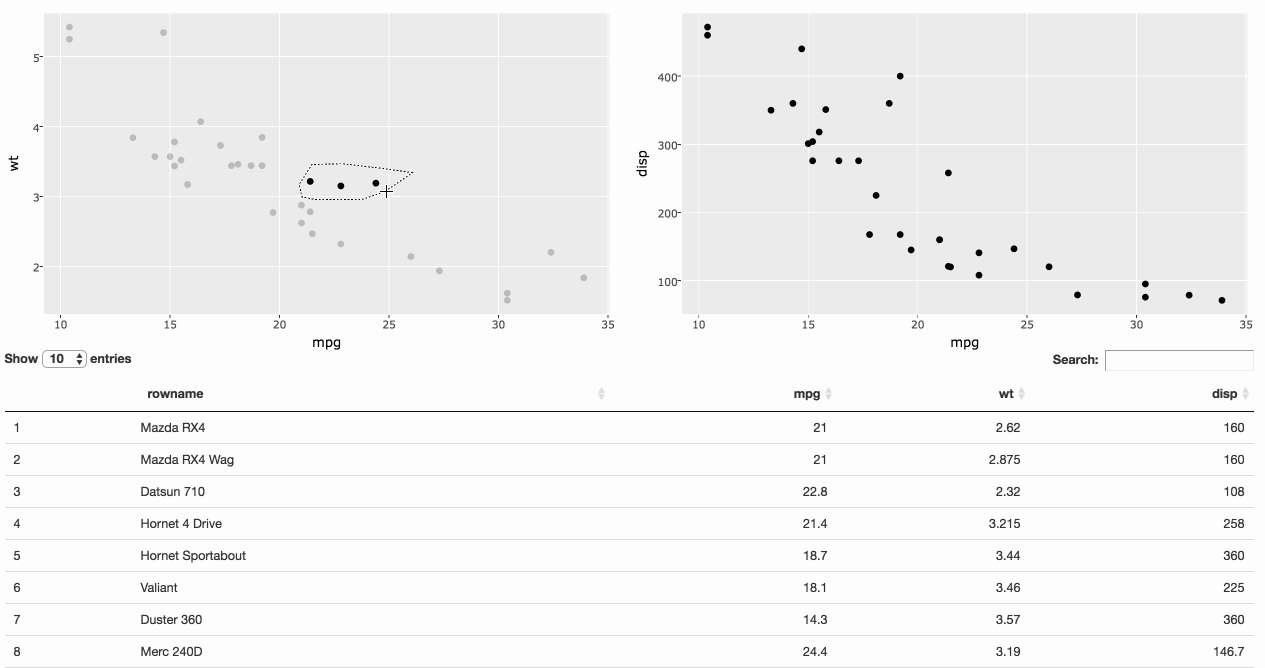 5
4
3
2
wt
10 15 20 25 30 35
mpg
400
300
200
100
disp
10 15 20 25 30 35
mpg
Show 10 entries
Search:
rowname mpg wt disp
1 Mazda RX4 21 2.62 160
2 Mazda RX4 Wag 21 2.875 160
3 Datsun 710 22.8 2.32 108
4 Hornet 4 Drive 21.4 3.215 258
5 Hornet Sportabout 18.7 3.44 360
6 Valiant 18.1 3.46 225
7 Duster 360 14.3 3.57 360
8 Merc 240D 24.4 3.19 146.7